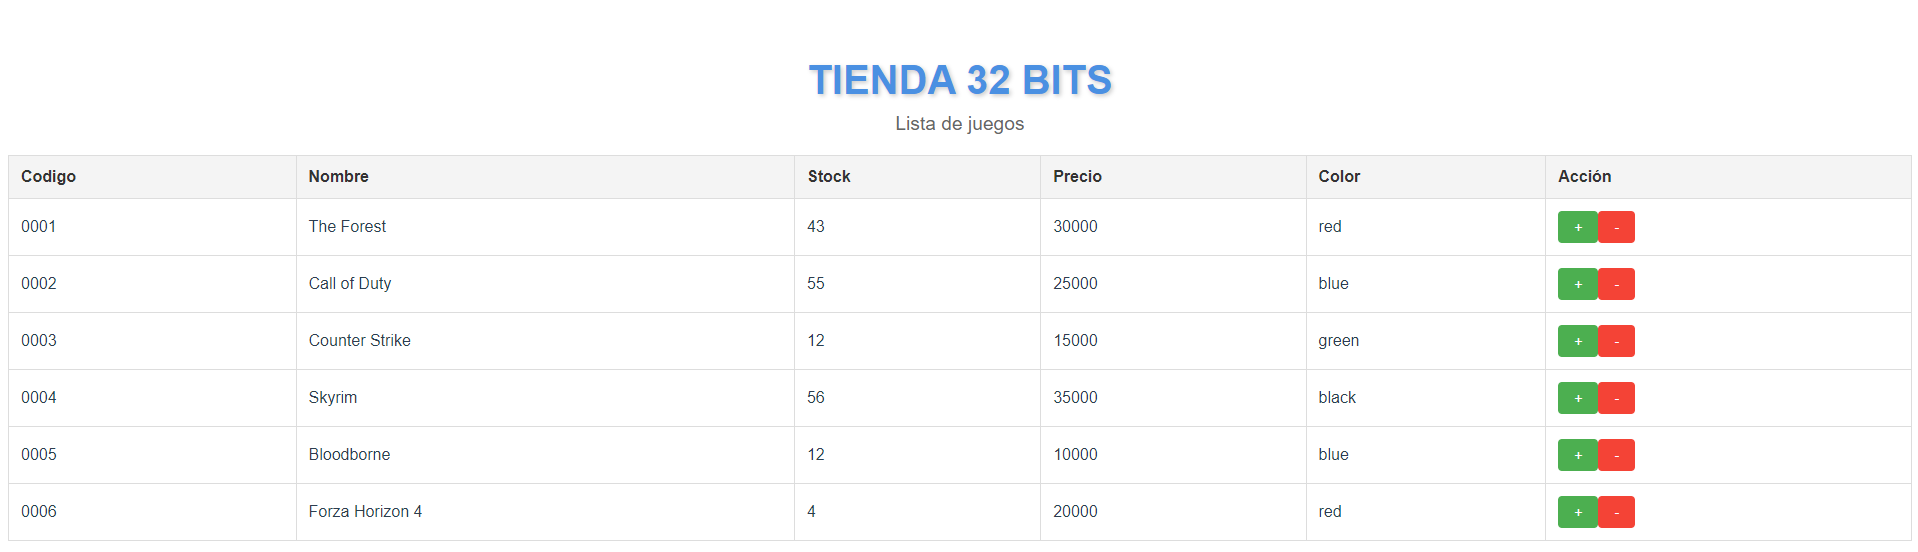 TIENDA 32 BITS
Lista de juegos
Codigo Nombre Stock Precio Color Acción
0001 The Forest 43 30000 red + -
0002 Call of Duty 55 25000 blue + -
0003 Counter Strike 12 15000 green + -
0004 Skyrim 56 35000 black + -
0005 Bloodborne 12 10000 blue + -
0006 Forza Horizon 4 4 20000 red + -